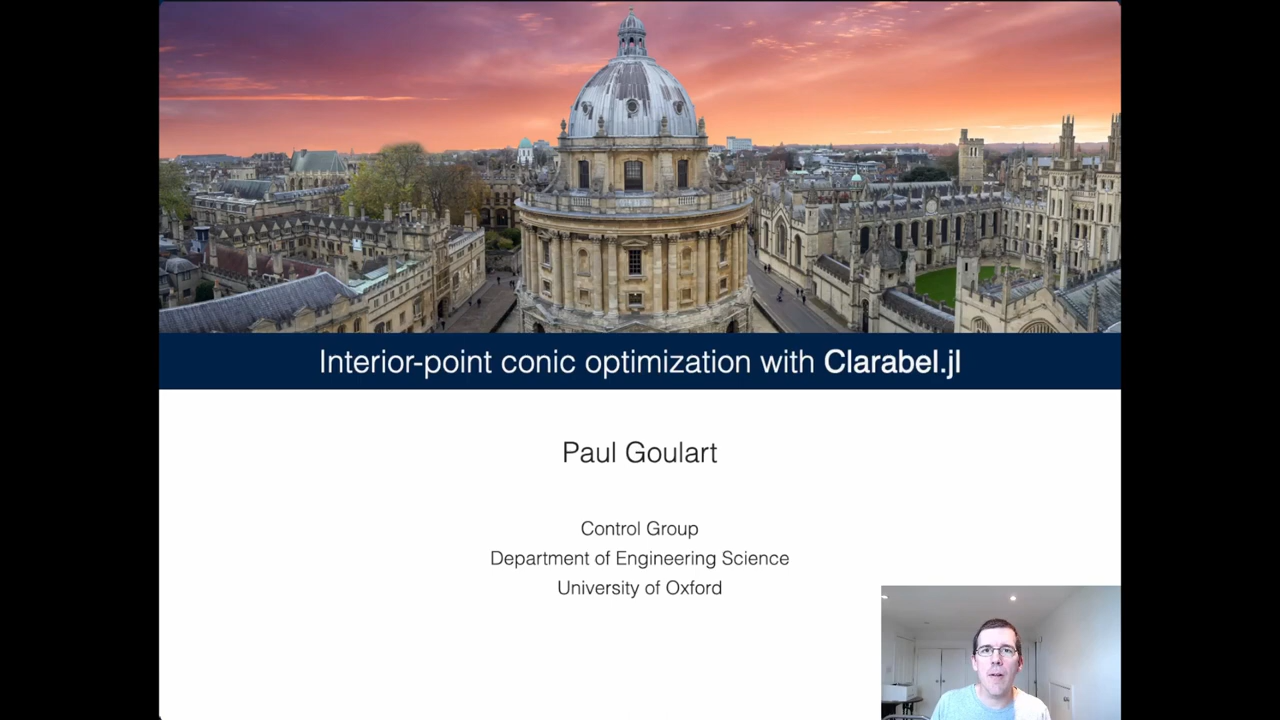 Interior-point conic optimization with Clarabel.jl
Paul Goulart
Control Group
Department of Engineering Science
University of Oxford